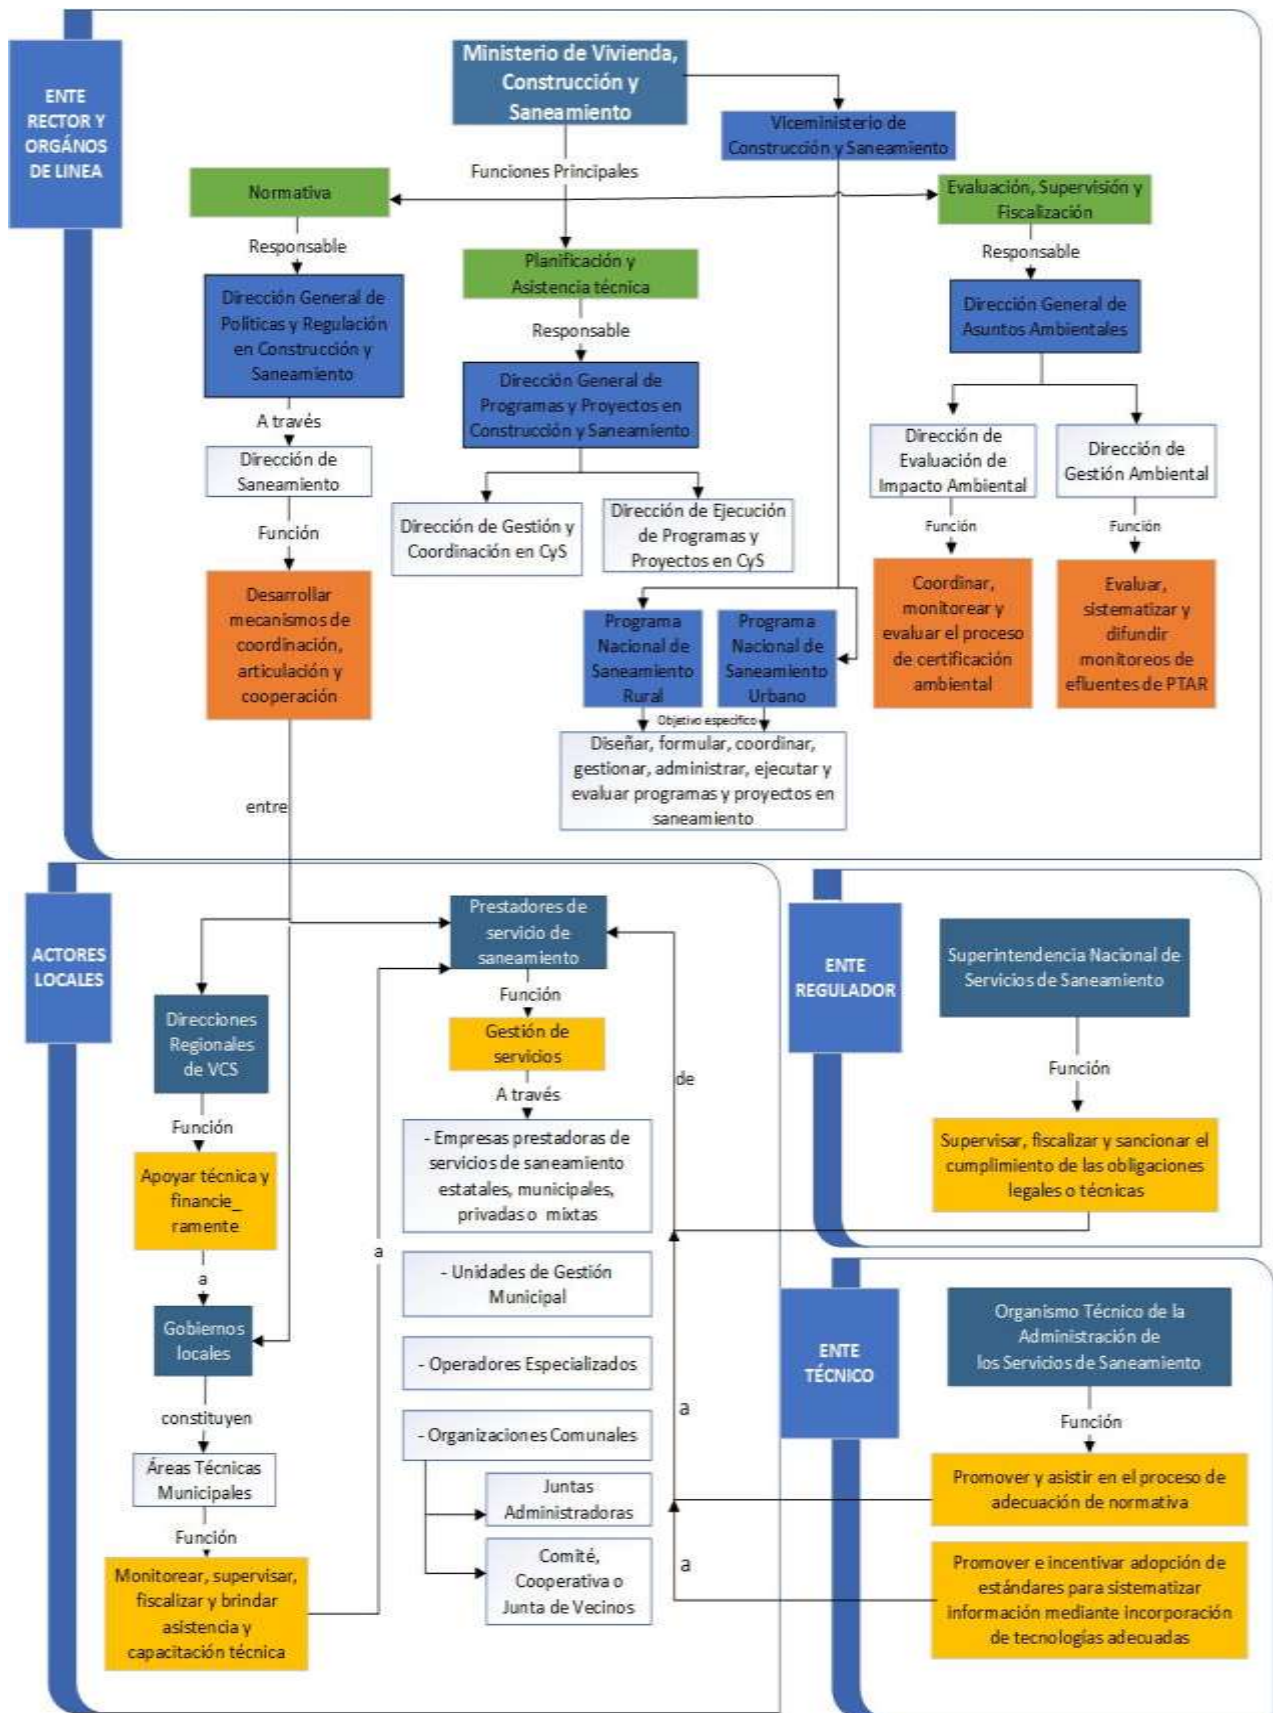 ENTE
RECTOR Y
ORGÁNOS
DE LINEA
Ministerio de Vivienda,
Construcción y
Saneamiento
Viceministerio de
Construcción y Saneamiento
Funciones Principales
Normativa
Evaluación, Supervisión y
Fiscalización
Responsable
Planificación y
Asistencia técnica
Responsable
Dirección General de
Políticas y Regulación
en Construcción y
Saneamiento
Responsable
Dirección General de
Asuntos Ambientales
Dirección General de
Programas y Proyectos en
Construcción y Saneamiento
A través
Dirección de
Saneamiento
Dirección de
Evaluación de
Impacto Ambiental
Dirección de
Gestión Ambiental
Dirección de Gestión y
Coordinación en CyS
Dirección de Ejecución
de Programas y
Proyectos en CyS
Función
Función
Función
Desarrollar
mecanismos de
coordinación,
articulación y
cooperación
Coordinar,
monitorear y
evaluar el proceso
de certificación
ambiental
Evaluar,
sistematizar y
difundir
monitoreos de
efluentes de PTAR
Programa
Nacional de
Saneamiento
Rural
Programa
Nacional de
Saneamiento
Urbano
Objetivo específico
Diseñar, formular, coordinar,
gestionar, administrar, ejecutar y
evaluar programas y proyectos en
saneamiento
entre
ACTORES
LOCALES
Prestadores de
servicio de
saneamiento
Función
Gestión de
servicios
A través
- Empresas prestadoras de
servicios de saneamiento
estatales, municipales,
privadas o mixtas
- Unidades de Gestión
Municipal
- Operadores Especializados
- Organizaciones Comunales
Juntas
Administradoras
Comité,
Cooperativa o
Junta de Vecinos
Direcciones
Regionales
de VCS
Función
Apoyar técnica y
financie_
ramente
a
Gobiernos
locales
constituyen
Áreas Técnicas
Municipales
Función
Monitorear, supervisar,
fiscalizar y brindar
asistencia y
capacitación técnica
a
de
a
a
ENTE
REGULADOR
Superintendencia Nacional de
Servicios de Saneamiento
Función
Supervisar, fiscalizar y sancionar el
cumplimiento de las obligaciones
legales o técnicas
ENTE
TÉCNICO
Organismo Técnico de la
Administración de
los Servicios de Saneamiento
Función
Promover y asistir en el proceso de
adecuación de normativa
Promover e incentivar adopción de
estándares para sistematizar
información mediante incorporación
de tecnologías adecuadas